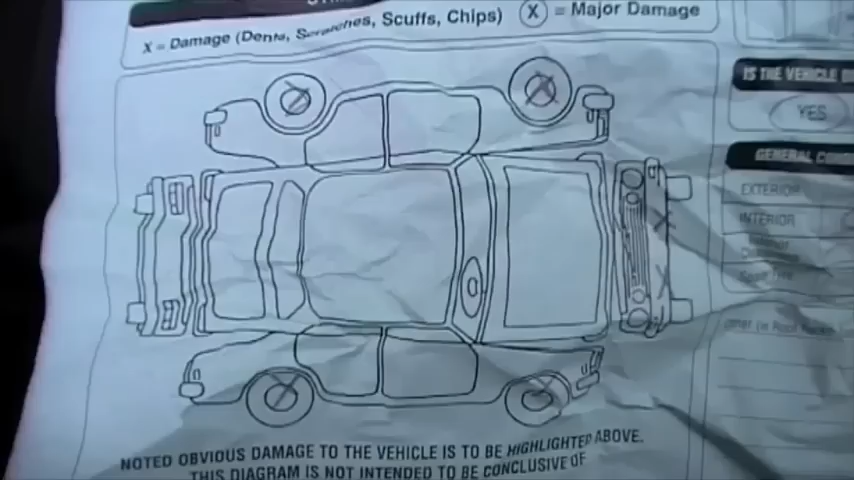 X = Damage (Dents, Scratches, Scuffs, Chips) X = Major Damage
IS THE VEHICLE
YES
GENERAL
EXTERIOR
INTERIOR
NOTED OBVIOUS DAMAGE TO THE VEHICLE IS TO BE HIGHLIGHTED ABOVE.
THIS DIAGRAM IS NOT INTENDED TO BE CONCLUSIVE OF